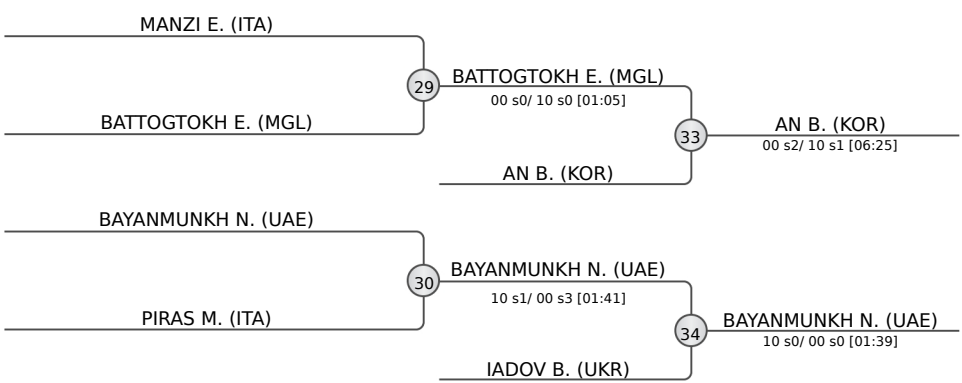 MANZI E. (ITA)
29
BATTOGTOKH E. (MGL)
00 s0/ 10 s0 [01:05]
BATTOGTOKH E. (MGL)
33
AN B. (KOR)
00 s2/ 10 s1 [06:25]
AN B. (KOR)
BAYANMUNKH N. (UAE)
30
BAYANMUNKH N. (UAE)
10 s1/ 00 s3 [01:41]
PIRAS M. (ITA)
34
BAYANMUNKH N. (UAE)
10 s0/ 00 s0 [01:39]
IADOV B. (UKR)